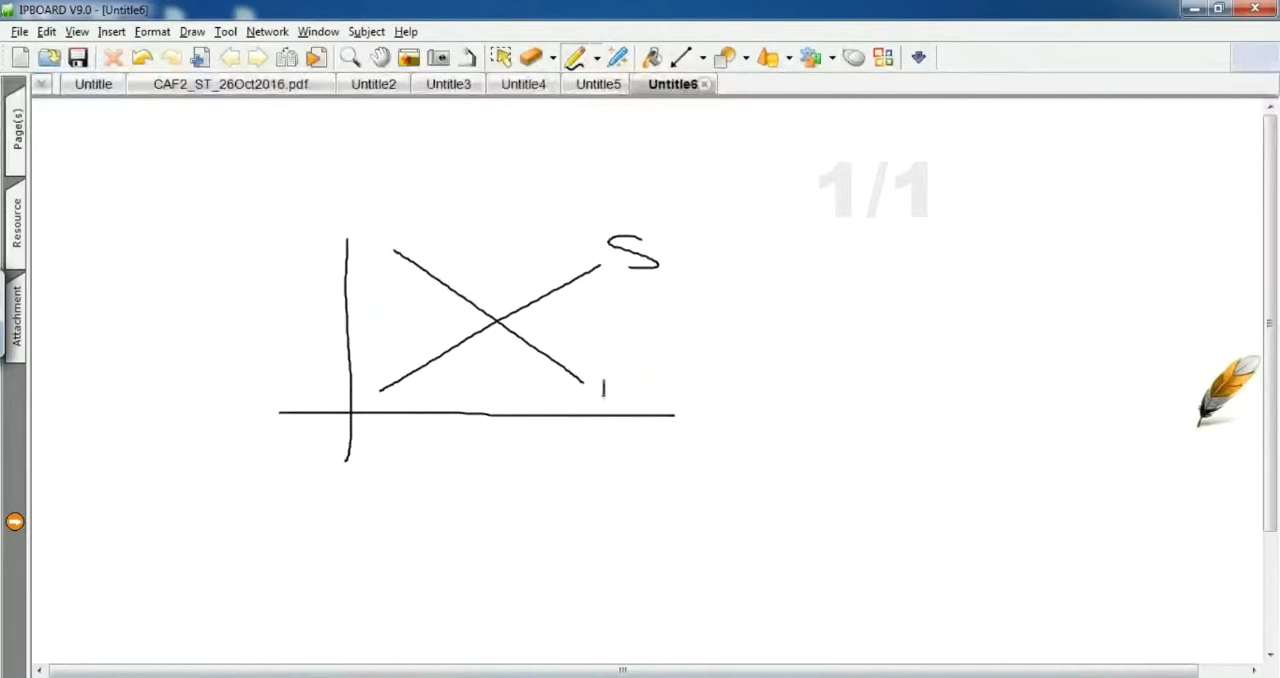 IPBOARD V9.0 - [Untitle6]
File Edit View Insert Format Draw Tool Network Window Subject Help
Untitle CAF2_ST_26Oct2016.pdf Untitle2 Untitle3 Untitle4 Untitle5 Untitle6
Page(s)
Resource
Attachment
1/1
S